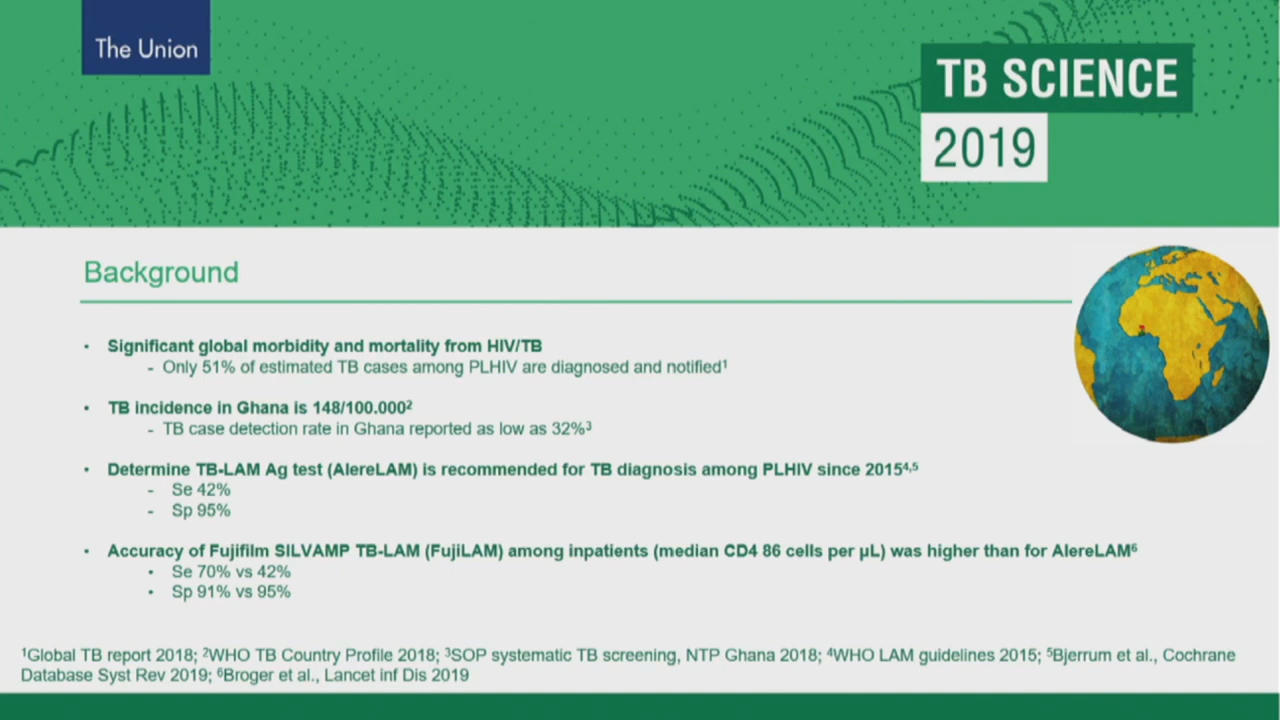 The Union
TB SCIENCE
2019
Background
• Significant global morbidity and mortality from HIV/TB
- Only 51% of estimated TB cases among PLHIV are diagnosed and notified¹
• TB incidence in Ghana is 148/100.000²
- TB case detection rate in Ghana reported as low as 32%³
• Determine TB-LAM Ag test (AlereLAM) is recommended for TB diagnosis among PLHIV since 2015⁴,⁵
- Se 42%
- Sp 95%
• Accuracy of Fujifilm SILVAMP TB-LAM (FujiLAM) among inpatients (median CD4 86 cells per µL) was higher than for AlereLAM⁶
• Se 70% vs 42%
• Sp 91% vs 95%
¹Global TB report 2018; ²WHO TB Country Profile 2018; ³SOP systematic TB screening, NTP Ghana 2018; ⁴WHO LAM guidelines 2015; ⁵Bjerrum et al., Cochrane
Database Syst Rev 2019; ⁶Broger et al., Lancet inf Dis 2019